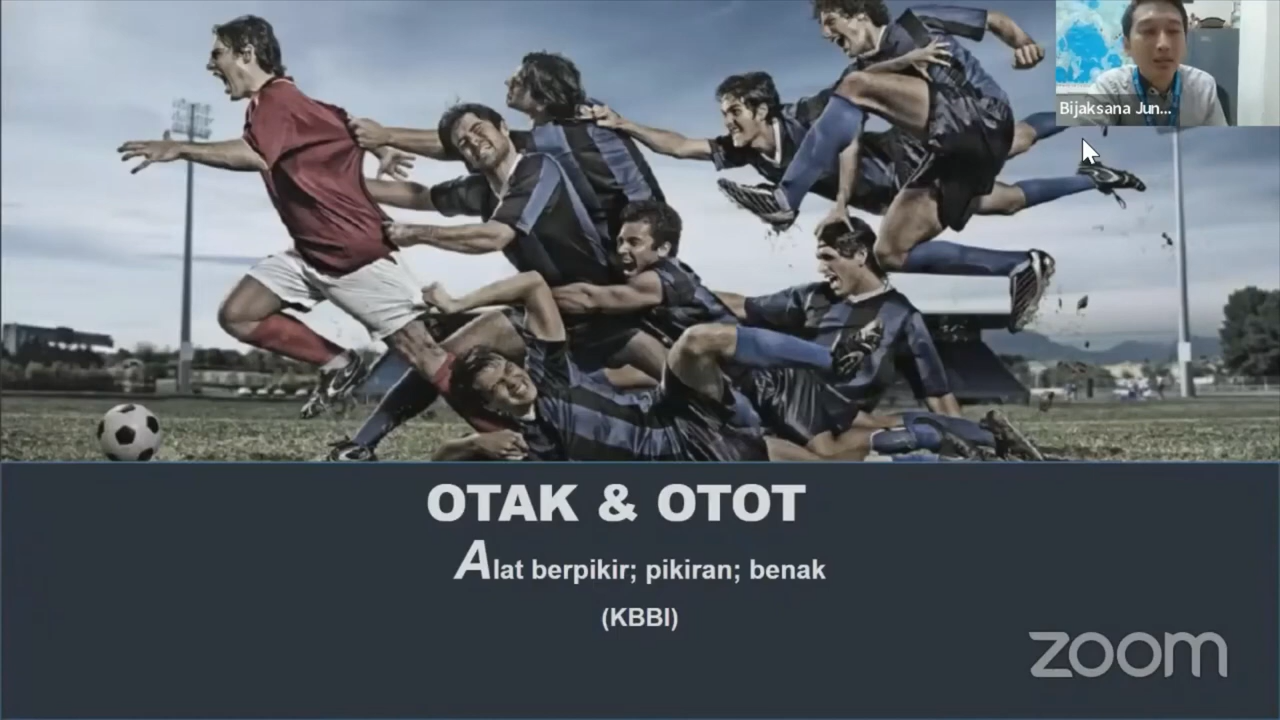 Bijaksana Jun...
OTAK & OTOT
Alat berpikir; pikiran; benak
(KBBI)
zoom